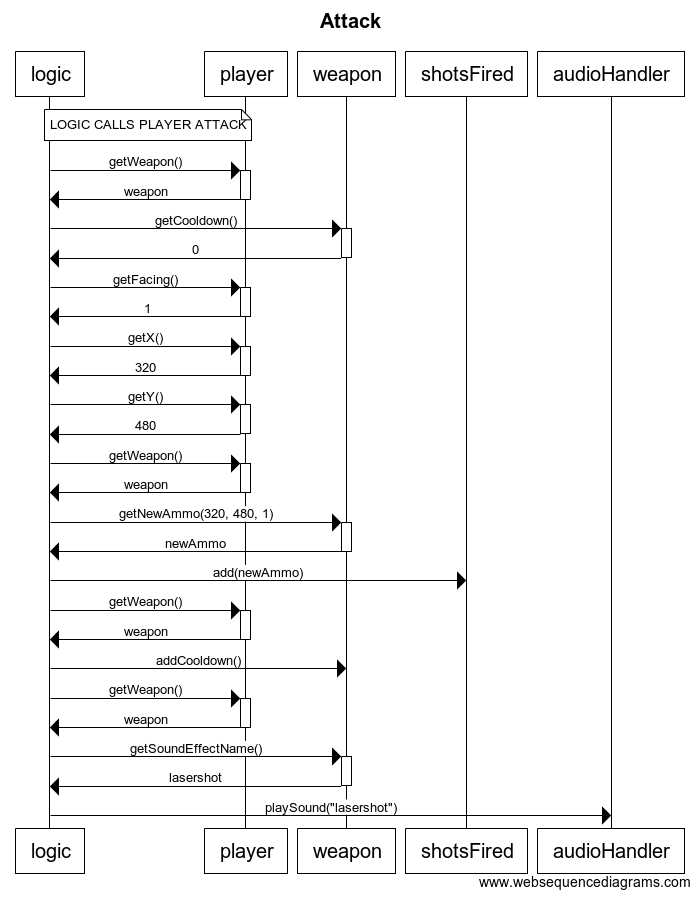 Attack
logic player weapon shotsFired audioHandler
LOGIC CALLS PLAYER ATTACK
getWeapon()
weapon
getCooldown()
0
getFacing()
1
getX()
320
getY()
480
getWeapon()
weapon
getNewAmmo(320, 480, 1)
newAmmo
add(newAmmo)
getWeapon()
weapon
addCooldown()
getWeapon()
weapon
getSoundEffectName()
lasershot
playSound("lasershot")
logic player weapon shotsFired audioHandler
www.websequencediagrams.com